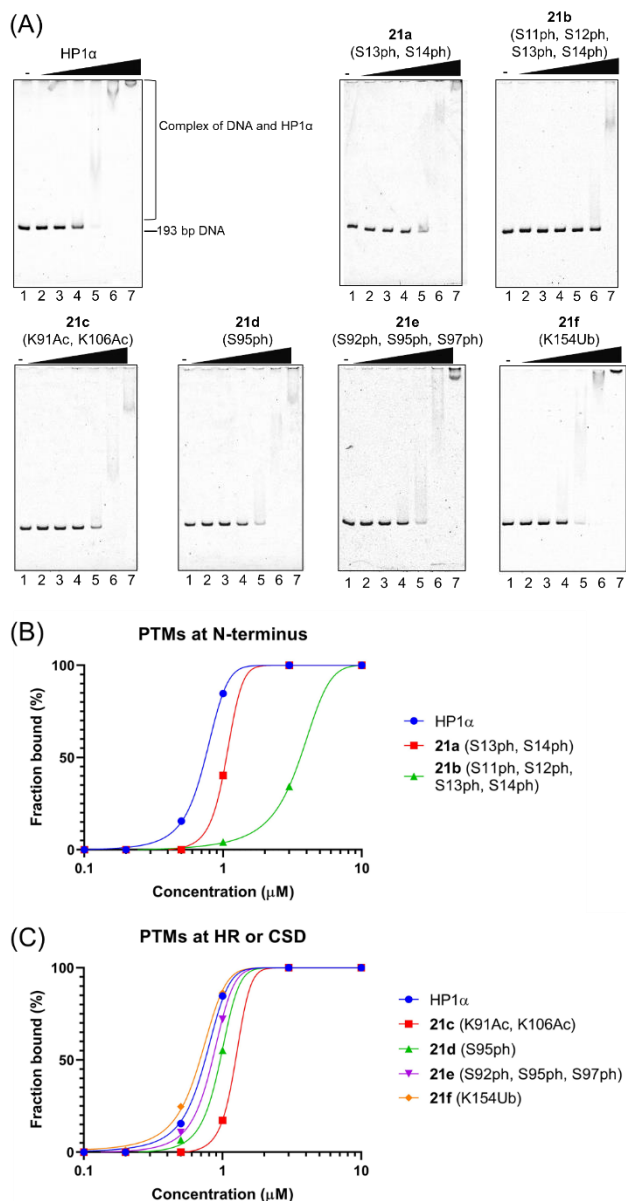 (A)
HP1α
-
Complex of DNA and HP1α
193 bp DNA
1 2 3 4 5 6 7
21a
(S13ph, S14ph)
-
1 2 3 4 5 6 7
21b
(S11ph, S12ph,
S13ph, S14ph)
-
1 2 3 4 5 6 7
21c
(K91Ac, K106Ac)
-
1 2 3 4 5 6 7
21d
(S95ph)
-
1 2 3 4 5 6 7
21e
(S92ph, S95ph, S97ph)
-
1 2 3 4 5 6 7
21f
(K154Ub)
-
1 2 3 4 5 6 7
(B)
PTMs at N-terminus
Fraction bound (%)
100
50
0
0.1 1 10
Concentration (μM)
HP1α
21a (S13ph, S14ph)
21b (S11ph, S12ph,
S13ph, S14ph)
(C)
PTMs at HR or CSD
Fraction bound (%)
100
50
0
0.1 1 10
Concentration (μM)
HP1α
21c (K91Ac, K106Ac)
21d (S95ph)
21e (S92ph, S95ph, S97ph)
21f (K154Ub)